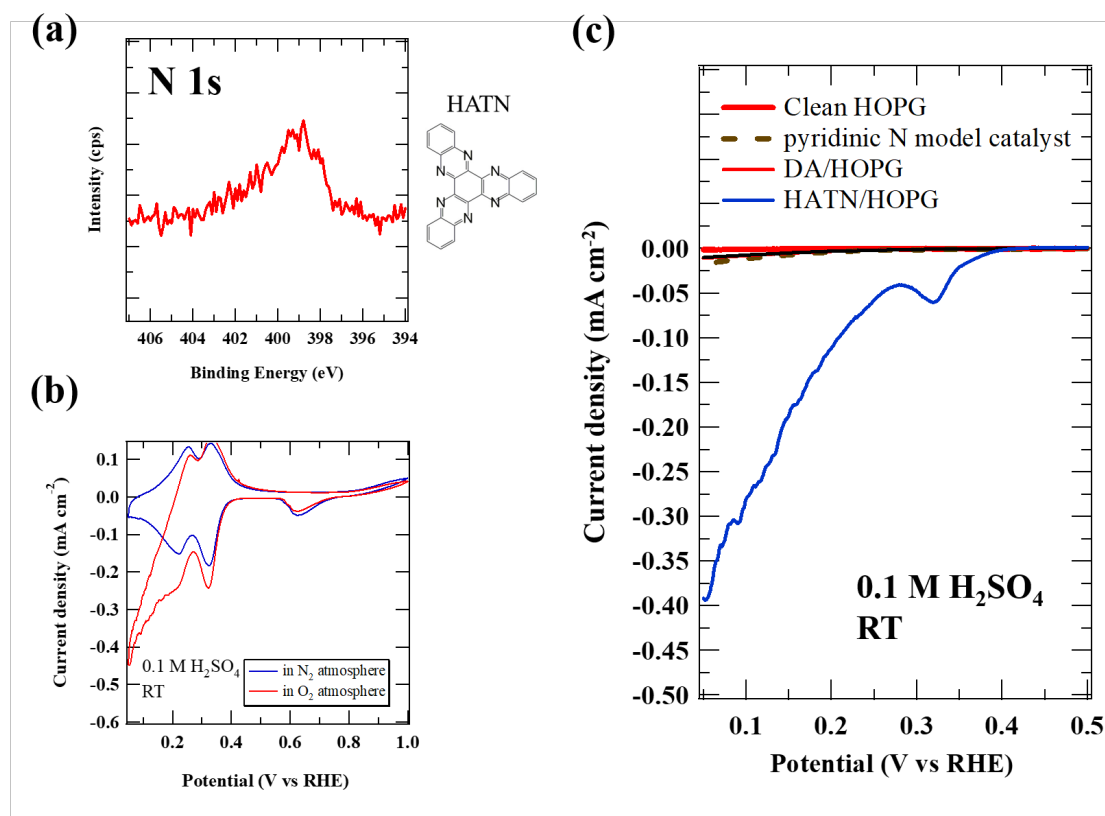 (a)
N 1s
Intensity (cps)
406 404 402 400 398 396 394
Binding Energy (eV)
HATN
N N
N N
N N
(b)
0.1
0.0
-0.1
-0.2
-0.3
-0.4
-0.5
-0.6
Current density (mA cm⁻²)
0.1 M H₂SO₄
RT
in N₂ atmosphere
in O₂ atmosphere
0.2 0.4 0.6 0.8 1.0
Potential (V vs RHE)
(c)
Clean HOPG
pyridinic N model catalyst
DA/HOPG
HATN/HOPG
0.00
-0.05
-0.10
-0.15
-0.20
-0.25
-0.30
-0.35
-0.40
-0.45
-0.50
Current density (mA cm⁻²)
0.1 M H₂SO₄
RT
0.1 0.2 0.3 0.4 0.5
Potential (V vs RHE)